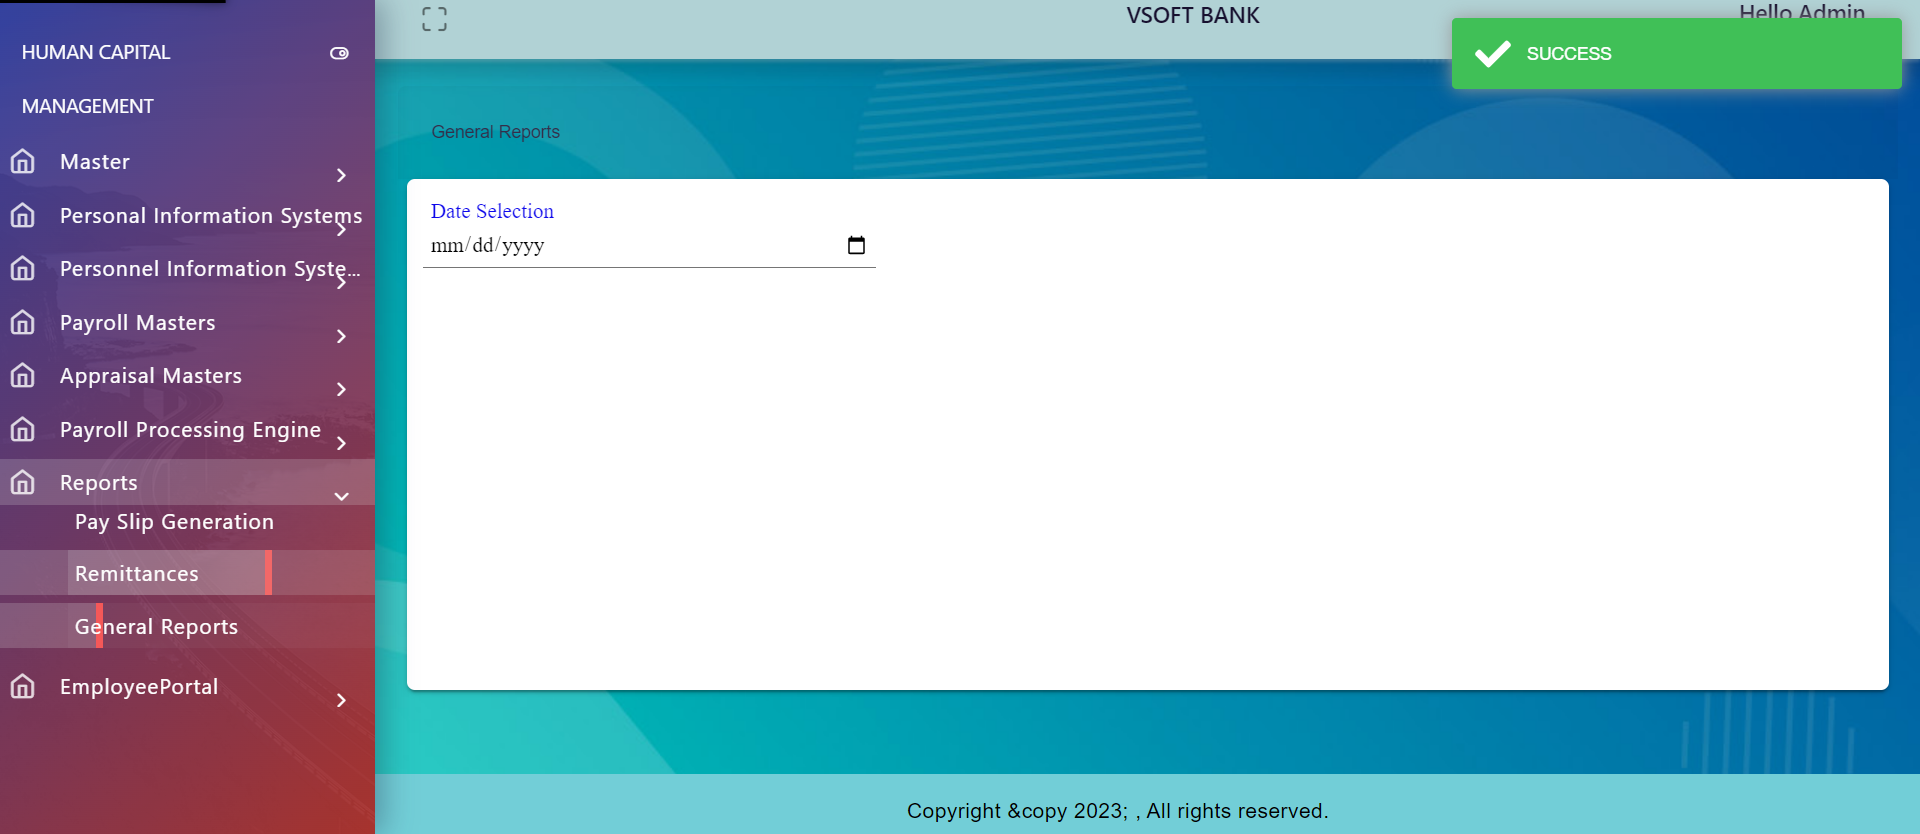 HUMAN CAPITAL
MANAGEMENT
Master
Personal Information Systems
Personnel Information Syste...
Payroll Masters
Appraisal Masters
Payroll Processing Engine
Reports
Pay Slip Generation
Remittances
General Reports
EmployeePortal
VSOFT BANK
Hello Admin
SUCCESS
General Reports
Date Selection
mm/dd/yyyy
Copyright &copy 2023; , All rights reserved.